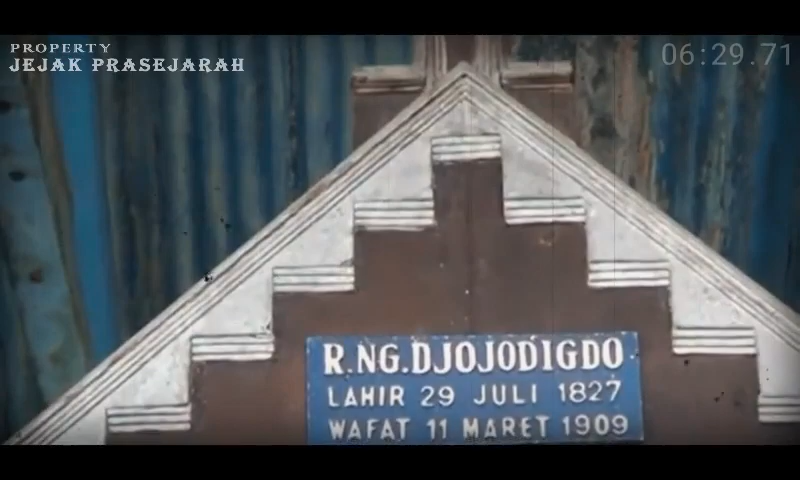 PROPERTY
JEJAK PRASEJARAH
06:29.71
R.NG.DJOJODIGDO
LAHIR 29 JULI 1827
WAFAT 11 MARET 1909